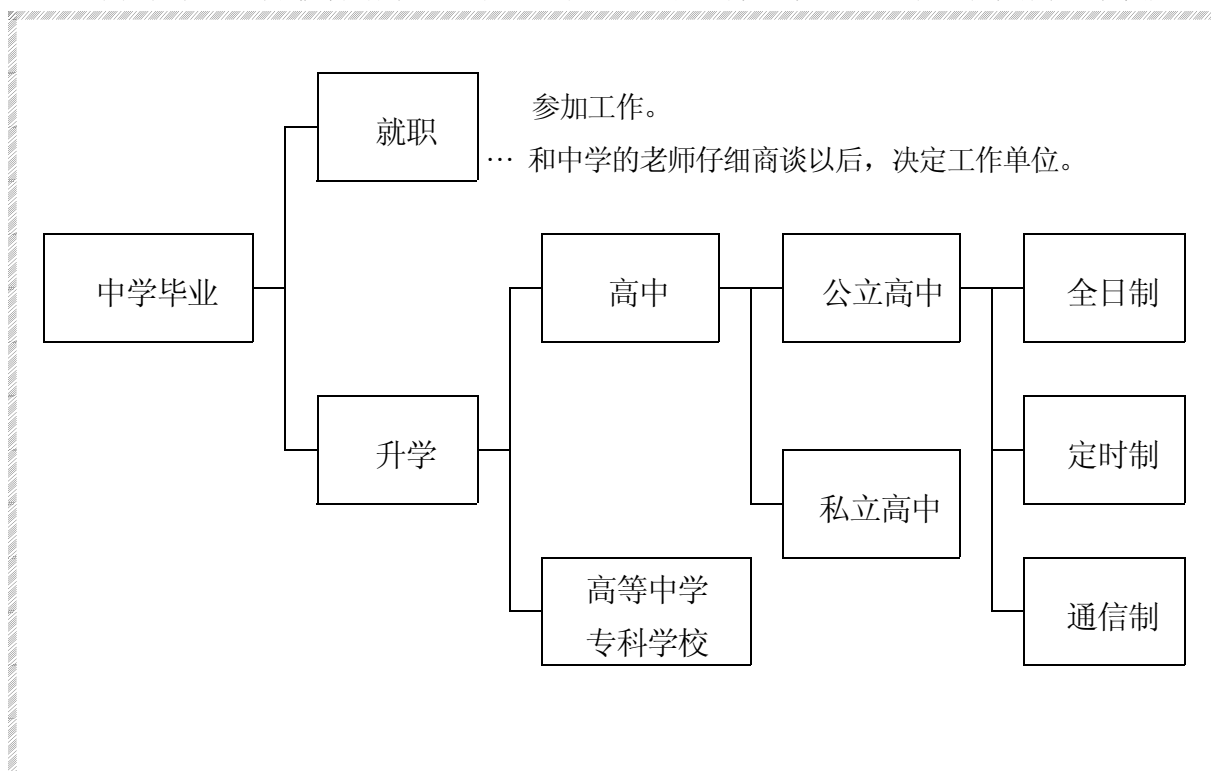 参加工作。
就职
… 和中学的老师仔细商谈以后，决定工作单位。
中学毕业
高中
公立高中
全日制
升学
定时制
私立高中
高等中学
专科学校
通信制